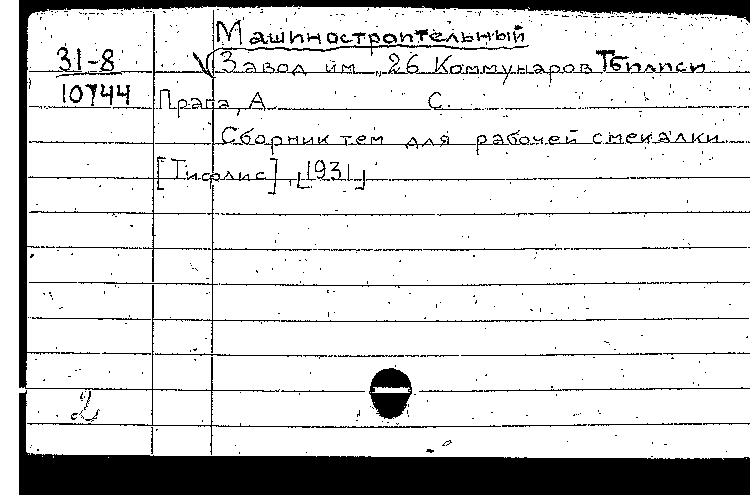 Машиностроительный
31-8 Завод им. 26 Коммунаров Тбилиси
10744 Прага, А. С.
Сборник тем для рабочей смекалки
[Тифлис], [1931]
2